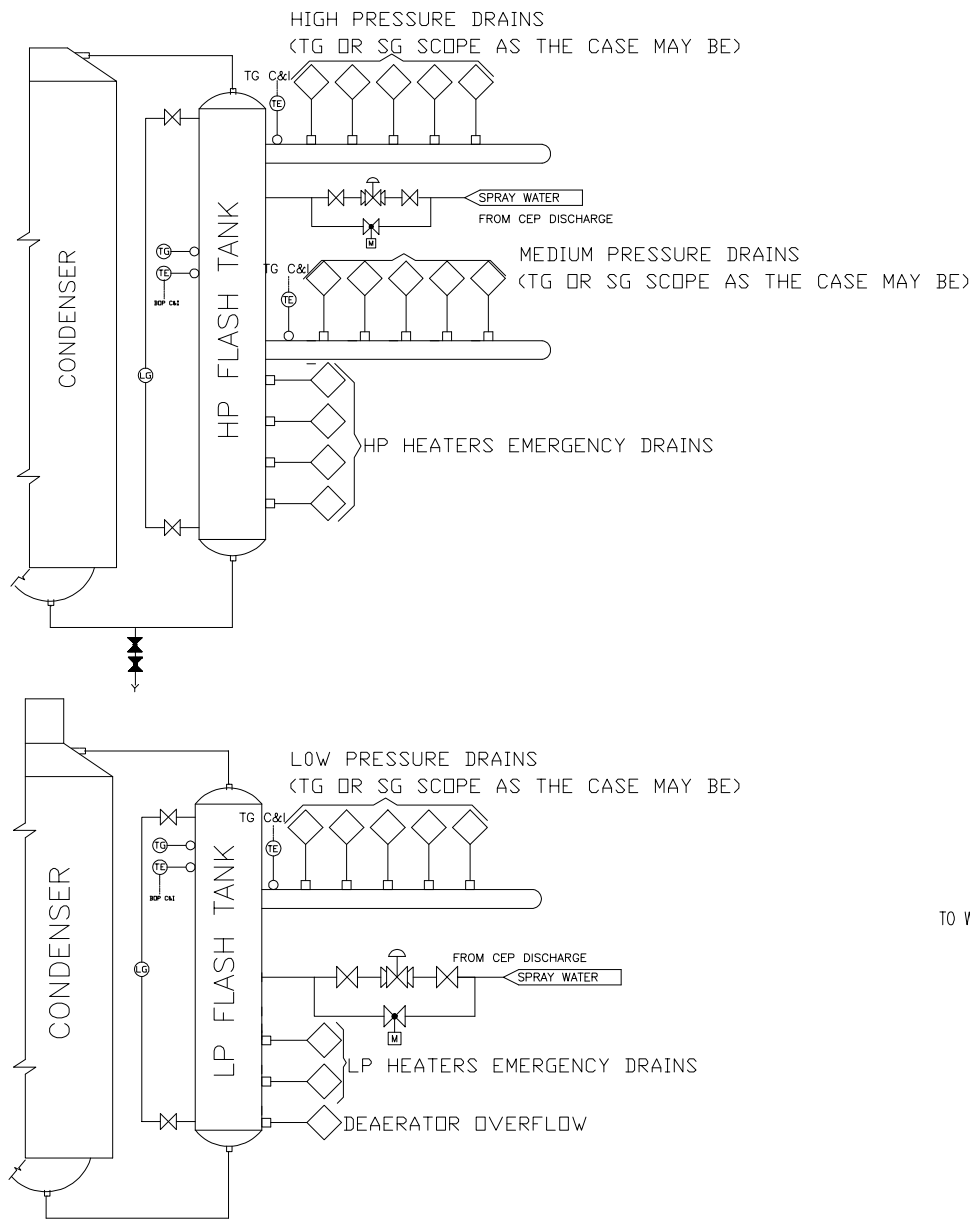 HIGH PRESSURE DRAINS
(TG OR SG SCOPE AS THE CASE MAY BE)
TG C&I
TE
SPRAY WATER
FROM CEP DISCHARGE
M
TG
TE
BOP C&I
CONDENSER
HP FLASH TANK
MEDIUM PRESSURE DRAINS
(TG OR SG SCOPE AS THE CASE MAY BE)
TG C&I
TE
LG
HP HEATERS EMERGENCY DRAINS
LOW PRESSURE DRAINS
(TG OR SG SCOPE AS THE CASE MAY BE)
TG C&I
TE
TG
TE
BOP C&I
CONDENSER
LP FLASH TANK
TO
LG
FROM CEP DISCHARGE
SPRAY WATER
M
LP HEATERS EMERGENCY DRAINS
DEAERATOR OVERFLOW